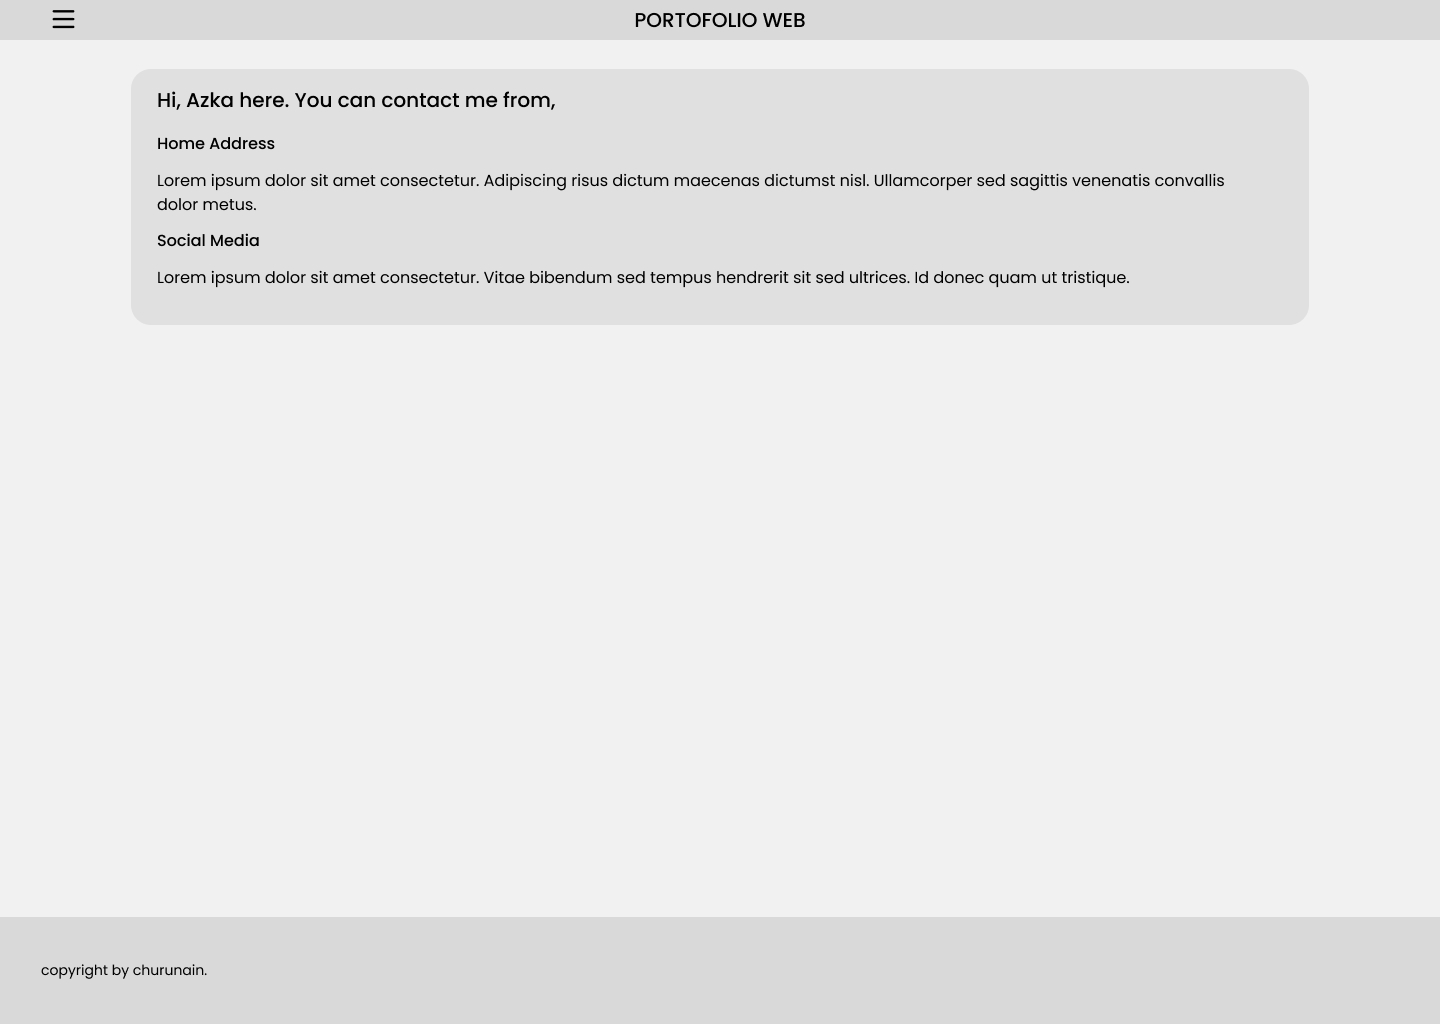 PORTOFOLIO WEB
Hi, Azka here. You can contact me from,
Home Address
Lorem ipsum dolor sit amet consectetur. Adipiscing risus dictum maecenas dictumst nisl. Ullamcorper sed sagittis venenatis convallis
dolor metus.
Social Media
Lorem ipsum dolor sit amet consectetur. Vitae bibendum sed tempus hendrerit sit sed ultrices. Id donec quam ut tristique.
copyright by churunain.